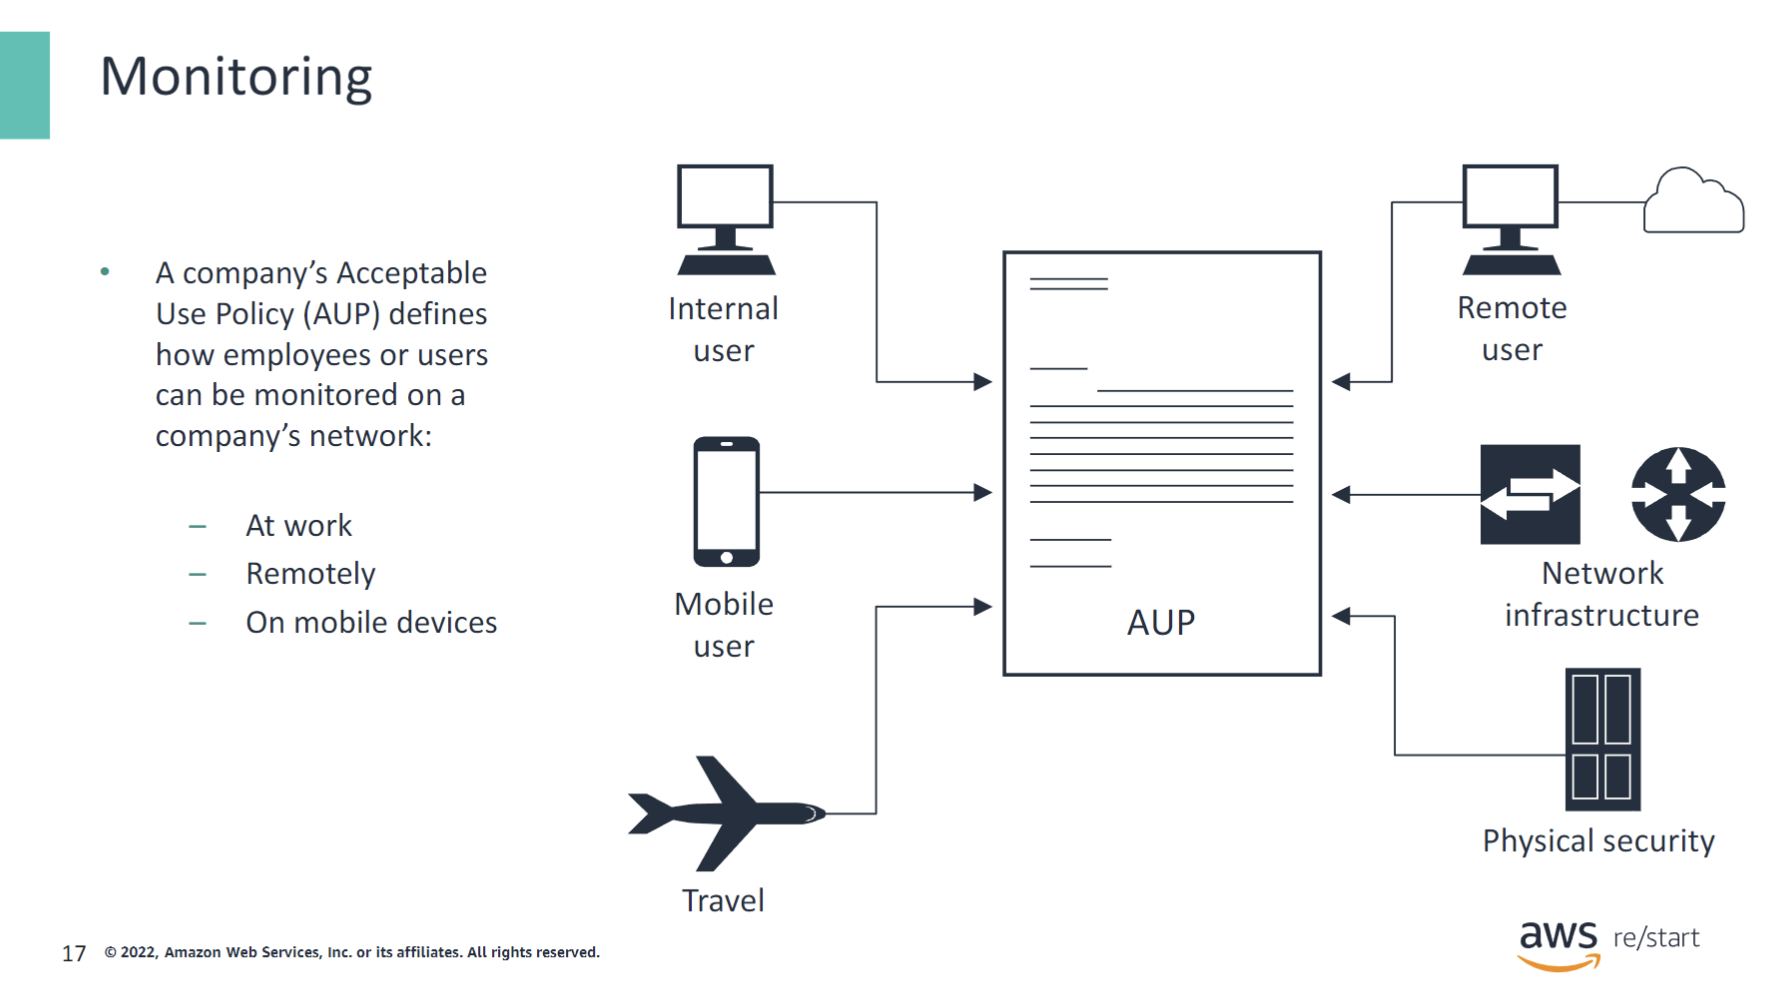 Monitoring
• A company’s Acceptable
Use Policy (AUP) defines
how employees or users
can be monitored on a
company’s network:
– At work
– Remotely
– On mobile devices
Internal
user
Mobile
user
Travel
AUP
Remote
user
Network
infrastructure
Physical security
17 © 2022, Amazon Web Services, Inc. or its affiliates. All rights reserved.
aws re/start